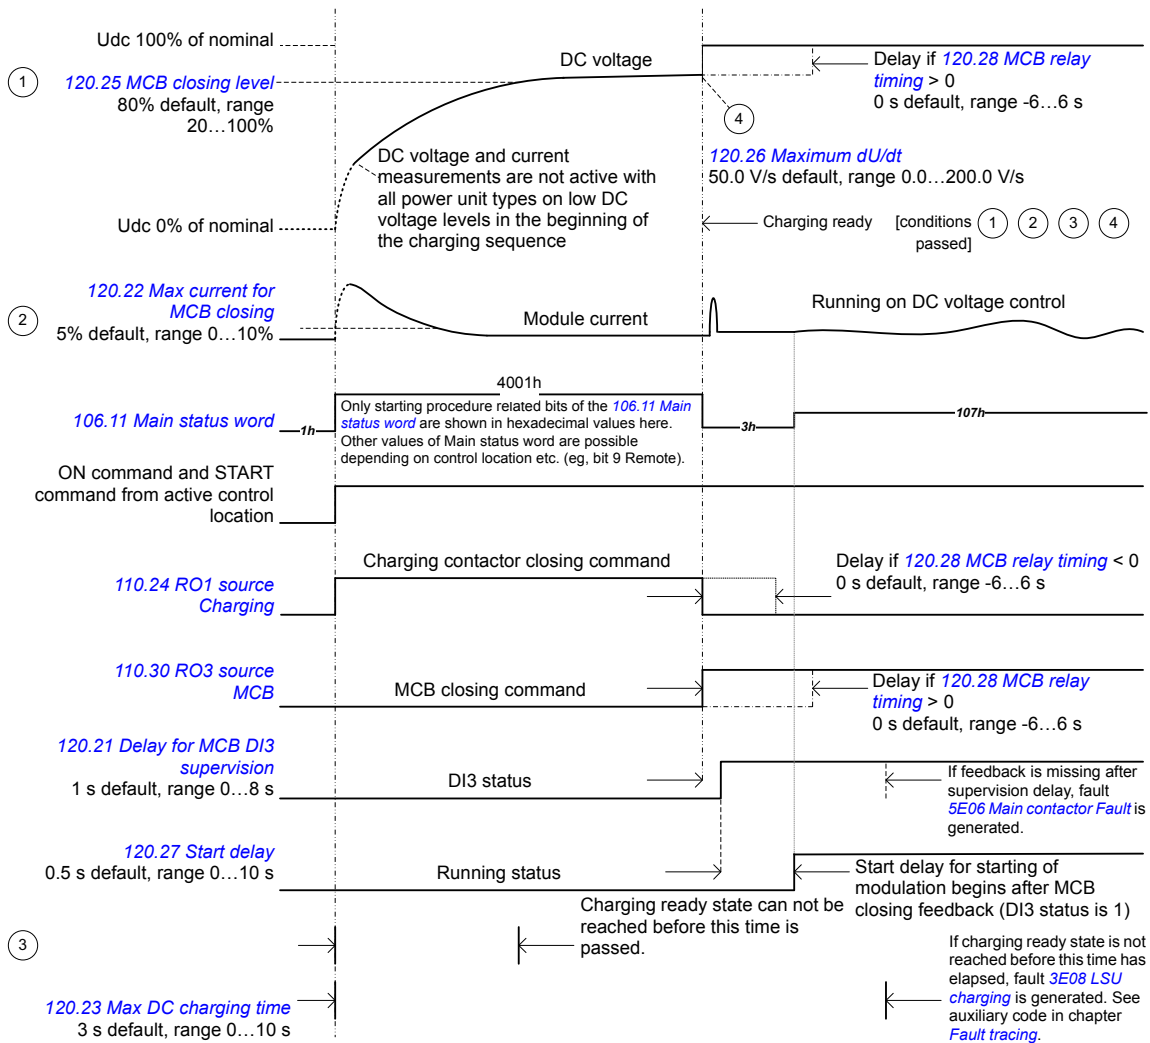 Udc 100% of nominal
1
120.25 MCB closing level
80% default, range
20…100%
DC voltage
Delay if 120.28 MCB relay
timing > 0
0 s default, range -6…6 s
4
DC voltage and current
measurements are not active with
all power unit types on low DC
voltage levels in the beginning of
the charging sequence
120.26 Maximum dU/dt
50.0 V/s default, range 0.0…200.0 V/s
Udc 0% of nominal
Charging ready
[conditions 1 2 3 4
passed]
120.22 Max current for
MCB closing
2
5% default, range 0…10%
Module current
Running on DC voltage control
4001h
106.11 Main status word
1h
Only starting procedure related bits of the 106.11 Main
status word are shown in hexadecimal values here.
Other values of Main status word are possible
depending on control location etc. (eg, bit 9 Remote).
3h
107h
ON command and START
command from active control
location
Charging contactor closing command
110.24 RO1 source
Charging
Delay if 120.28 MCB relay timing < 0
0 s default, range -6…6 s
110.30 RO3 source
MCB
MCB closing command
Delay if 120.28 MCB relay
timing > 0
0 s default, range -6…6 s
120.21 Delay for MCB DI3
supervision
1 s default, range 0…8 s
DI3 status
If feedback is missing after
supervision delay, fault
5E06 Main contactor Fault is
generated.
120.27 Start delay
0.5 s default, range 0…10 s
Running status
Start delay for starting of
modulation begins after MCB
closing feedback (DI3 status is 1)
3
Charging ready state can not be
reached before this time is
passed.
120.23 Max DC charging time
3 s default, range 0…10 s
If charging ready state is not
reached before this time has
elapsed, fault 3E08 LSU
charging is generated. See
auxiliary code in chapter
Fault tracing.